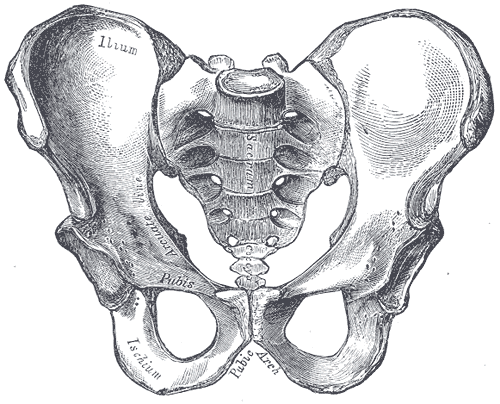 Ilium
Sacrum
Arcuate line
Pubis
Ischium
Pubic Arch